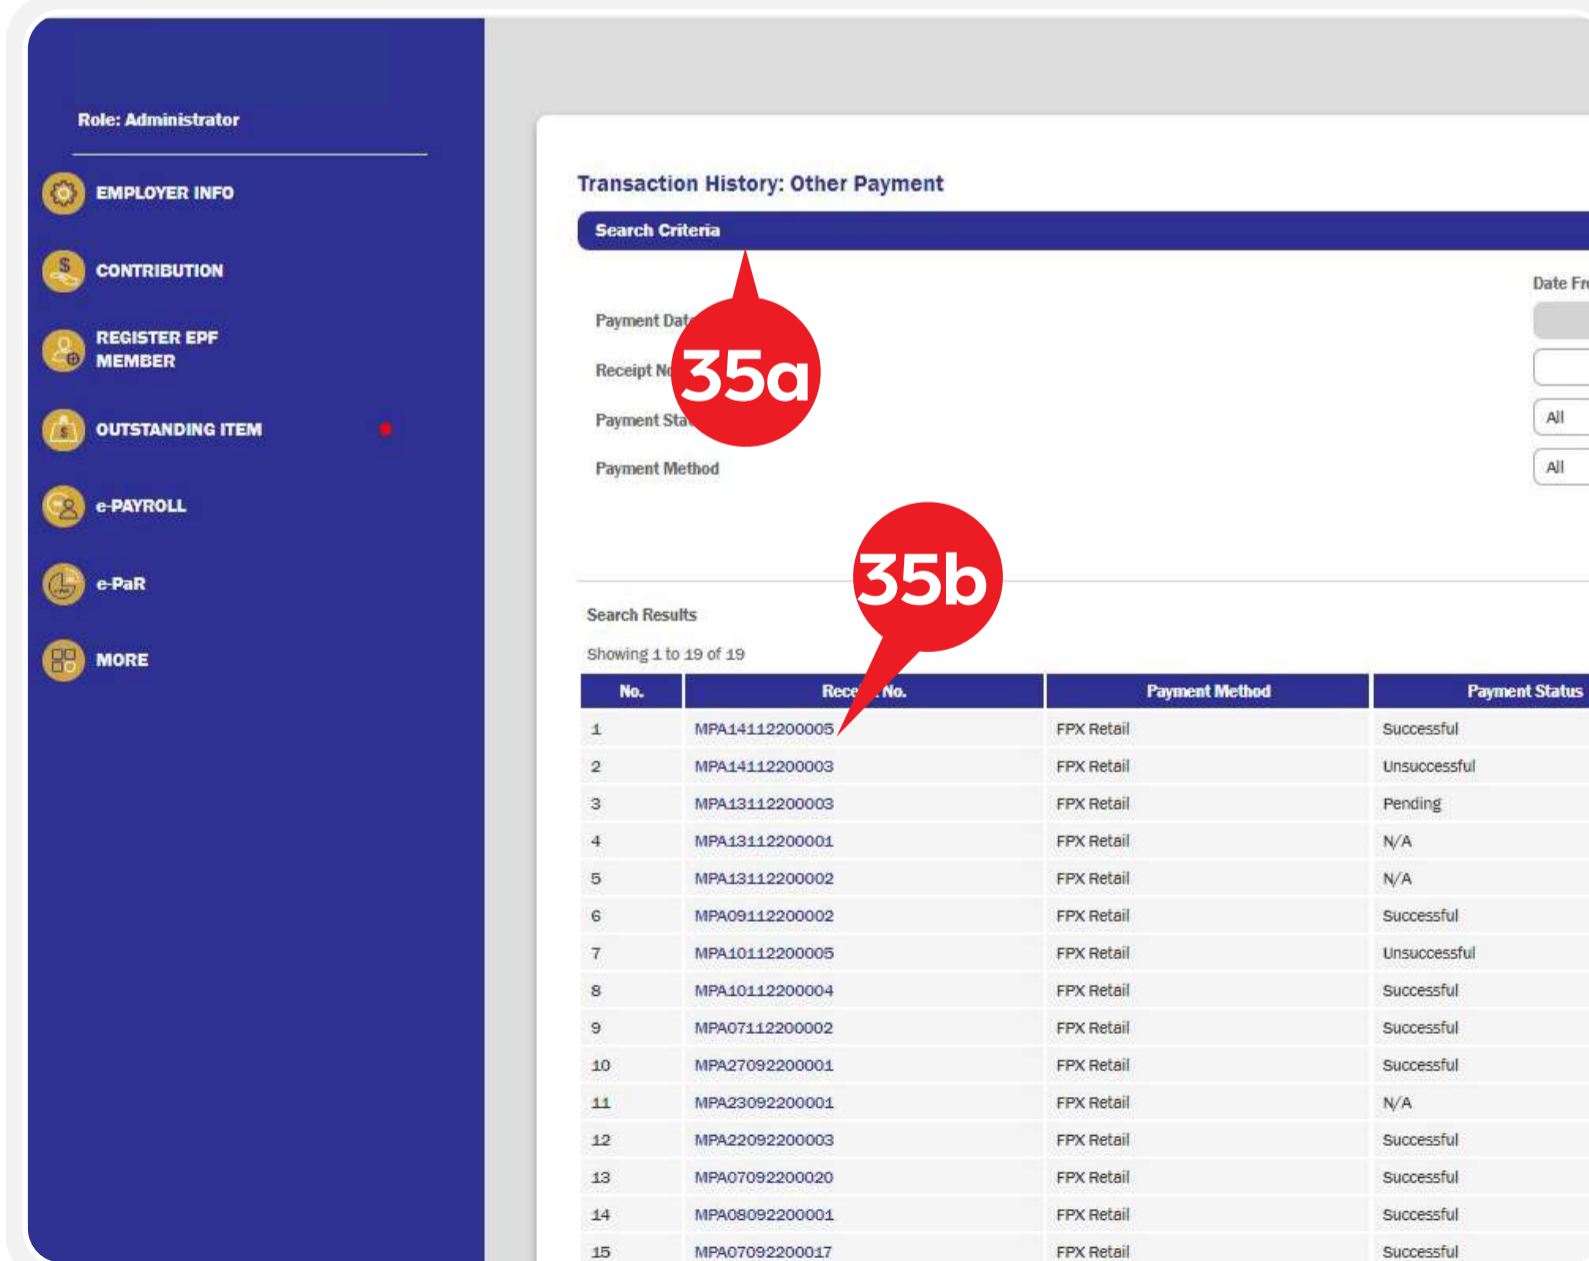 Role: Administrator
EMPLOYER INFO
CONTRIBUTION
REGISTER EPF
MEMBER
OUTSTANDING ITEM
e-PAYROLL
e-PaR
MORE
Transaction History: Other Payment
Search Criteria
Date Fr
Payment Dat
35a
Receipt N
Payment Sta
All
Payment Method
All
35b
Search Results
Showing 1 to 19 of 19
No. Rece No. Payment Method Payment Status
1 MPA14112200005 FPX Retail Successful
2 MPA14112200003 FPX Retail Unsuccessful
3 MPA13112200003 FPX Retail Pending
4 MPA13112200001 FPX Retail N/A
5 MPA13112200002 FPX Retail N/A
6 MPA09112200002 FPX Retail Successful
7 MPA10112200005 FPX Retail Unsuccessful
8 MPA10112200004 FPX Retail Successful
9 MPA07112200002 FPX Retail Successful
10 MPA27092200001 FPX Retail Successful
11 MPA23092200001 FPX Retail N/A
12 MPA22092200003 FPX Retail Successful
13 MPA07092200020 FPX Retail Successful
14 MPA08092200001 FPX Retail Successful
15 MPA07092200017 FPX Retail Successful